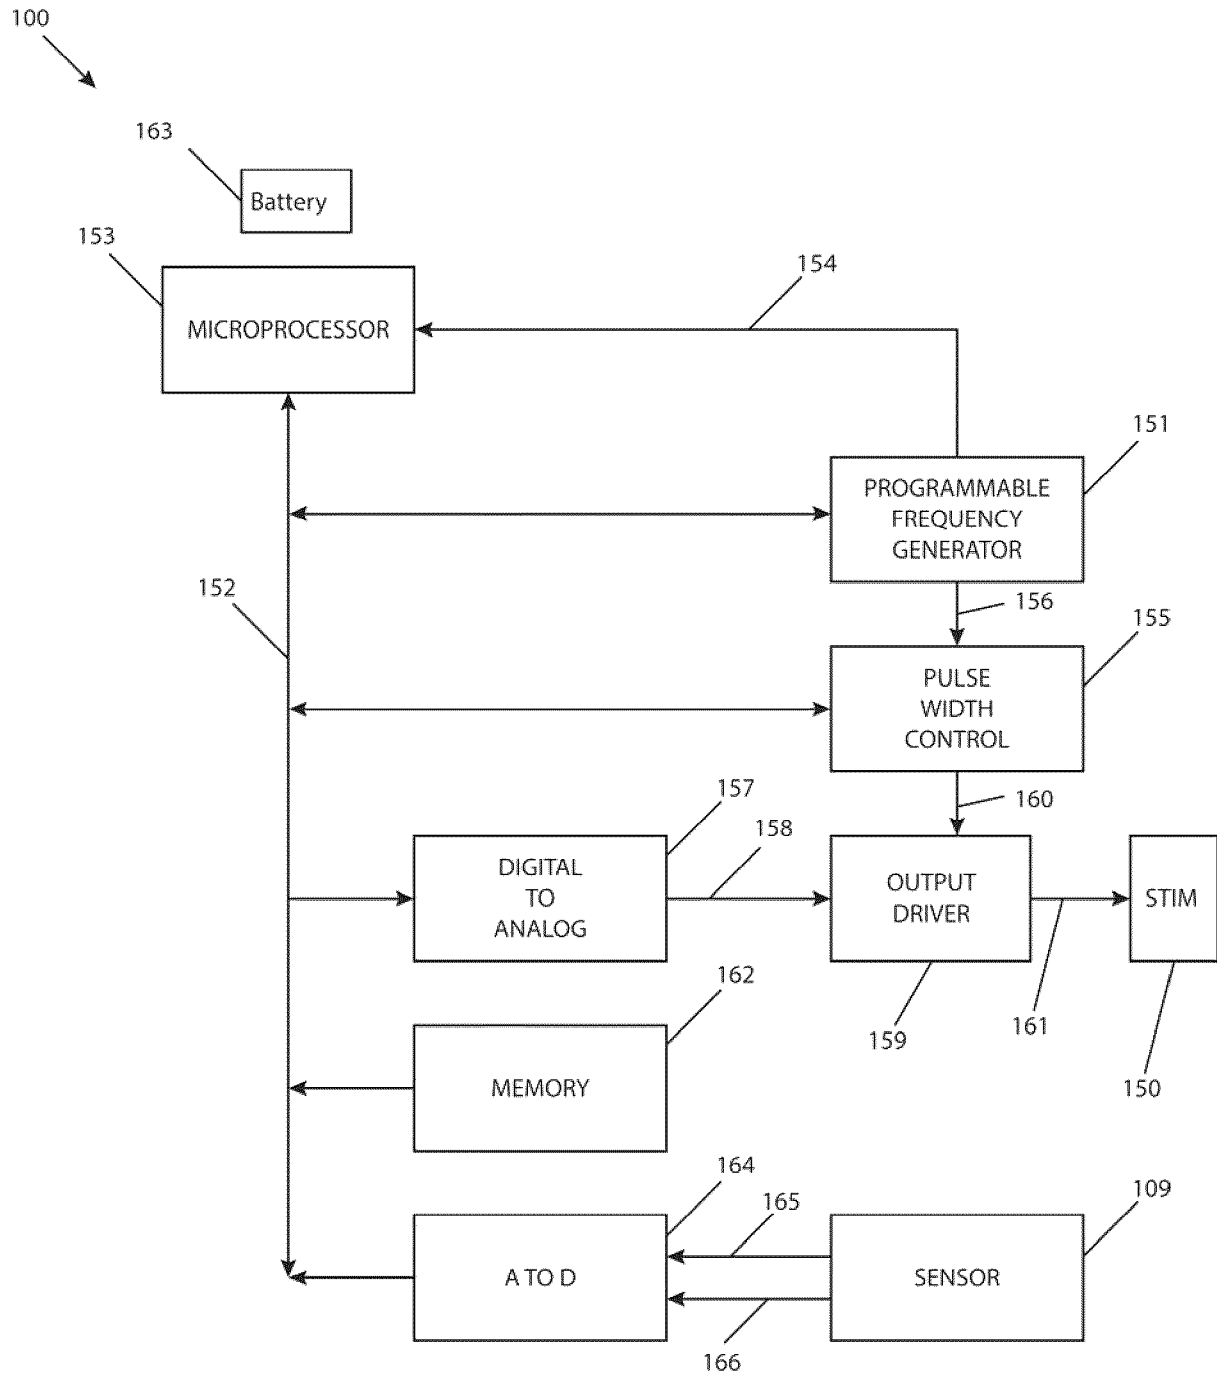 100
163
Battery
153
154
MICROPROCESSOR
151
PROGRAMMABLE
FREQUENCY
GENERATOR
152
156
155
PULSE
WIDTH
CONTROL
157
160
158
DIGITAL
TO
ANALOG
OUTPUT
DRIVER
STIM
162
159
161
150
MEMORY
164
165
109
A TO D
SENSOR
166